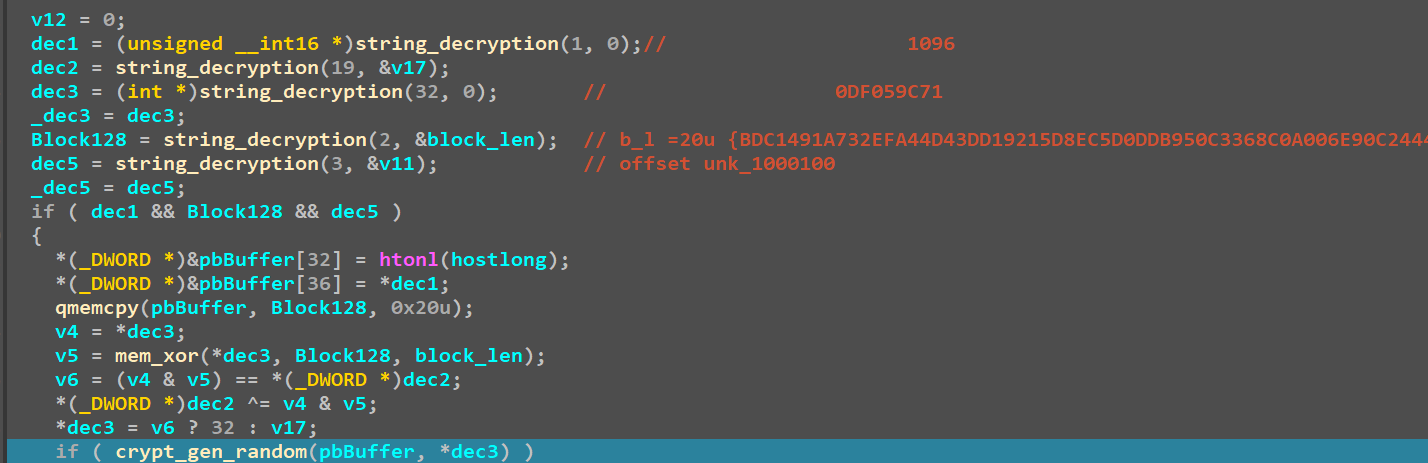 v12 = 0;
dec1 = (unsigned __int16 *)string_decryption(1, 0);// 1096
dec2 = string_decryption(19, &v17);
dec3 = (int *)string_decryption(32, 0); // 0DF059C71
_dec3 = dec3;
Block128 = string_decryption(2, &block_len); // b_l =20u {BDC1491A732EFA44D43DD19215D8EC5D0DDB950C3368C0A006E90C2444
dec5 = string_decryption(3, &v11); // offset unk_1000100
_dec5 = dec5;
if ( dec1 && Block128 && dec5 )
{
*(_DWORD *)&pbBuffer[32] = htonl(hostlong);
*(_DWORD *)&pbBuffer[36] = *dec1;
qmemcpy(pbBuffer, Block128, 0x20u);
v4 = *dec3;
v5 = mem_xor(*dec3, Block128, block_len);
v6 = (v4 & v5) == *(_DWORD *)dec2;
*(_DWORD *)dec2 ^= v4 & v5;
*dec3 = v6 ? 32 : v17;
if ( crypt_gen_random(pbBuffer, *dec3) )